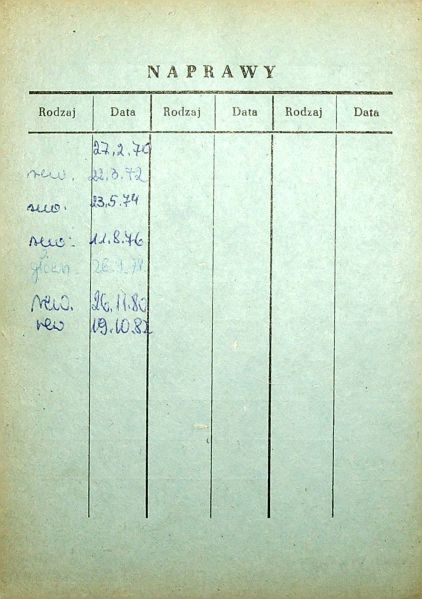 NAPRAWY
Rodzaj Data Rodzaj Data Rodzaj Data
27.2.70
rew. 22.3.72
rew. 23.5.74
rew. 11.8.76
rew. 26.11.80
rew 19.10.82